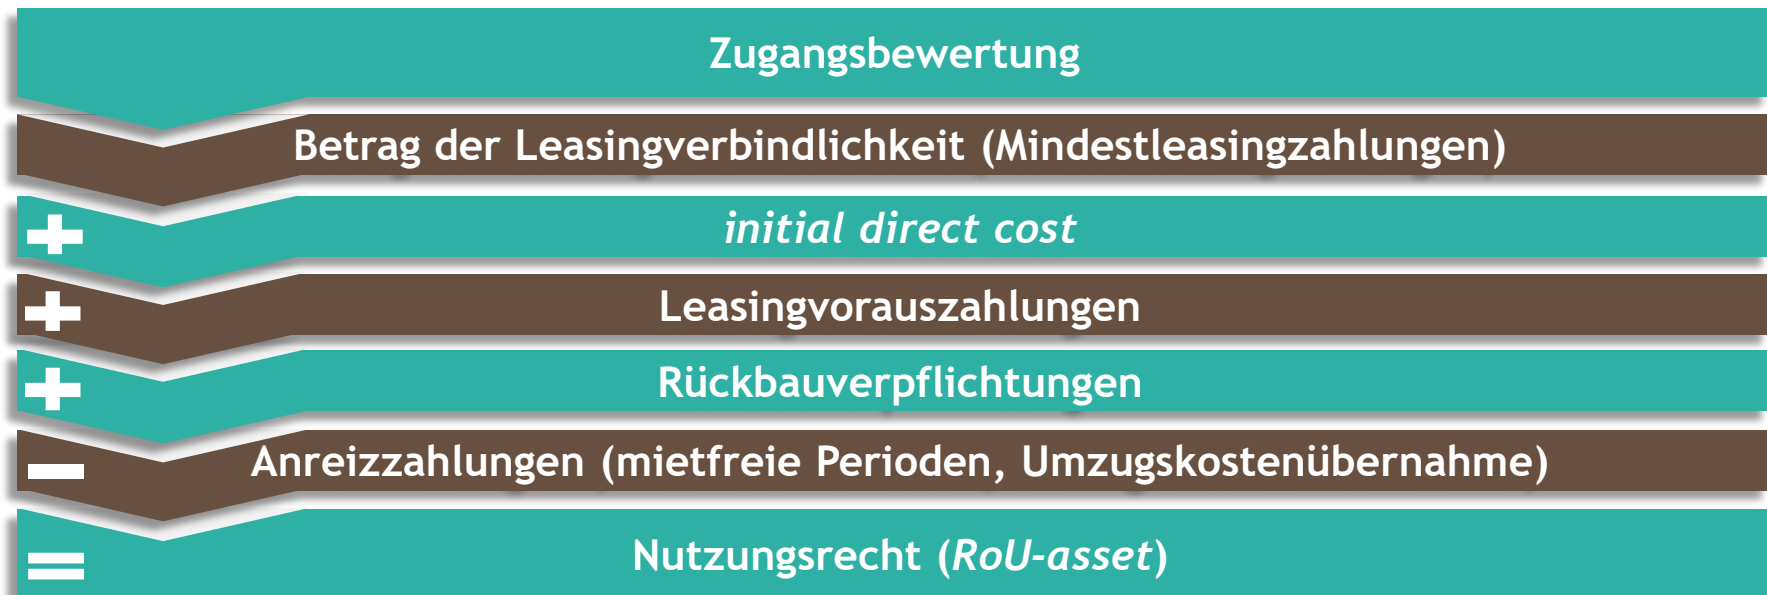 Zugangsbewertung
Betrag der Leasingverbindlichkeit (Mindestleasingzahlungen)
+ initial direct cost
+ Leasingvorauszahlungen
+ Rückbauverpflichtungen
− Anreizzahlungen (mietfreie Perioden, Umzugskostenübernahme)
= Nutzungsrecht (RoU-asset)